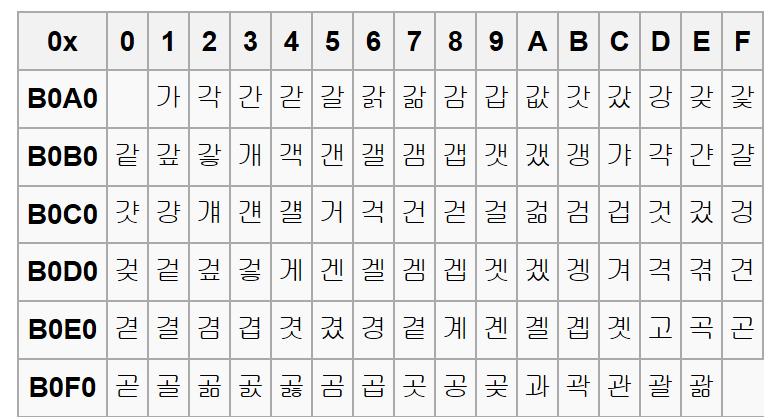 0x 0 1 2 3 4 5 6 7 8 9 A B C D E F
B0A0 가 각 간 갇 갈 갉 갊 감 갑 값 갓 갔 강 갖 갗
B0B0 같 갚 갛 개 객 갠 갤 갬 갭 갯 갰 갱 갸 갹 갼 걀
B0C0 걋 걍 걔 걘 걜 거 걱 건 걷 걸 걺 검 겁 것 겄 겅
B0D0 겆 겉 겊 겋 게 겐 겔 겜 겝 겟 겠 겡 겨 격 겪 견
B0E0 겯 결 겸 겹 겻 겼 경 곁 계 곈 곌 곕 곗 고 곡 곤
B0F0 곧 골 곪 곬 곯 곰 곱 곳 공 곶 과 곽 관 괄 괆